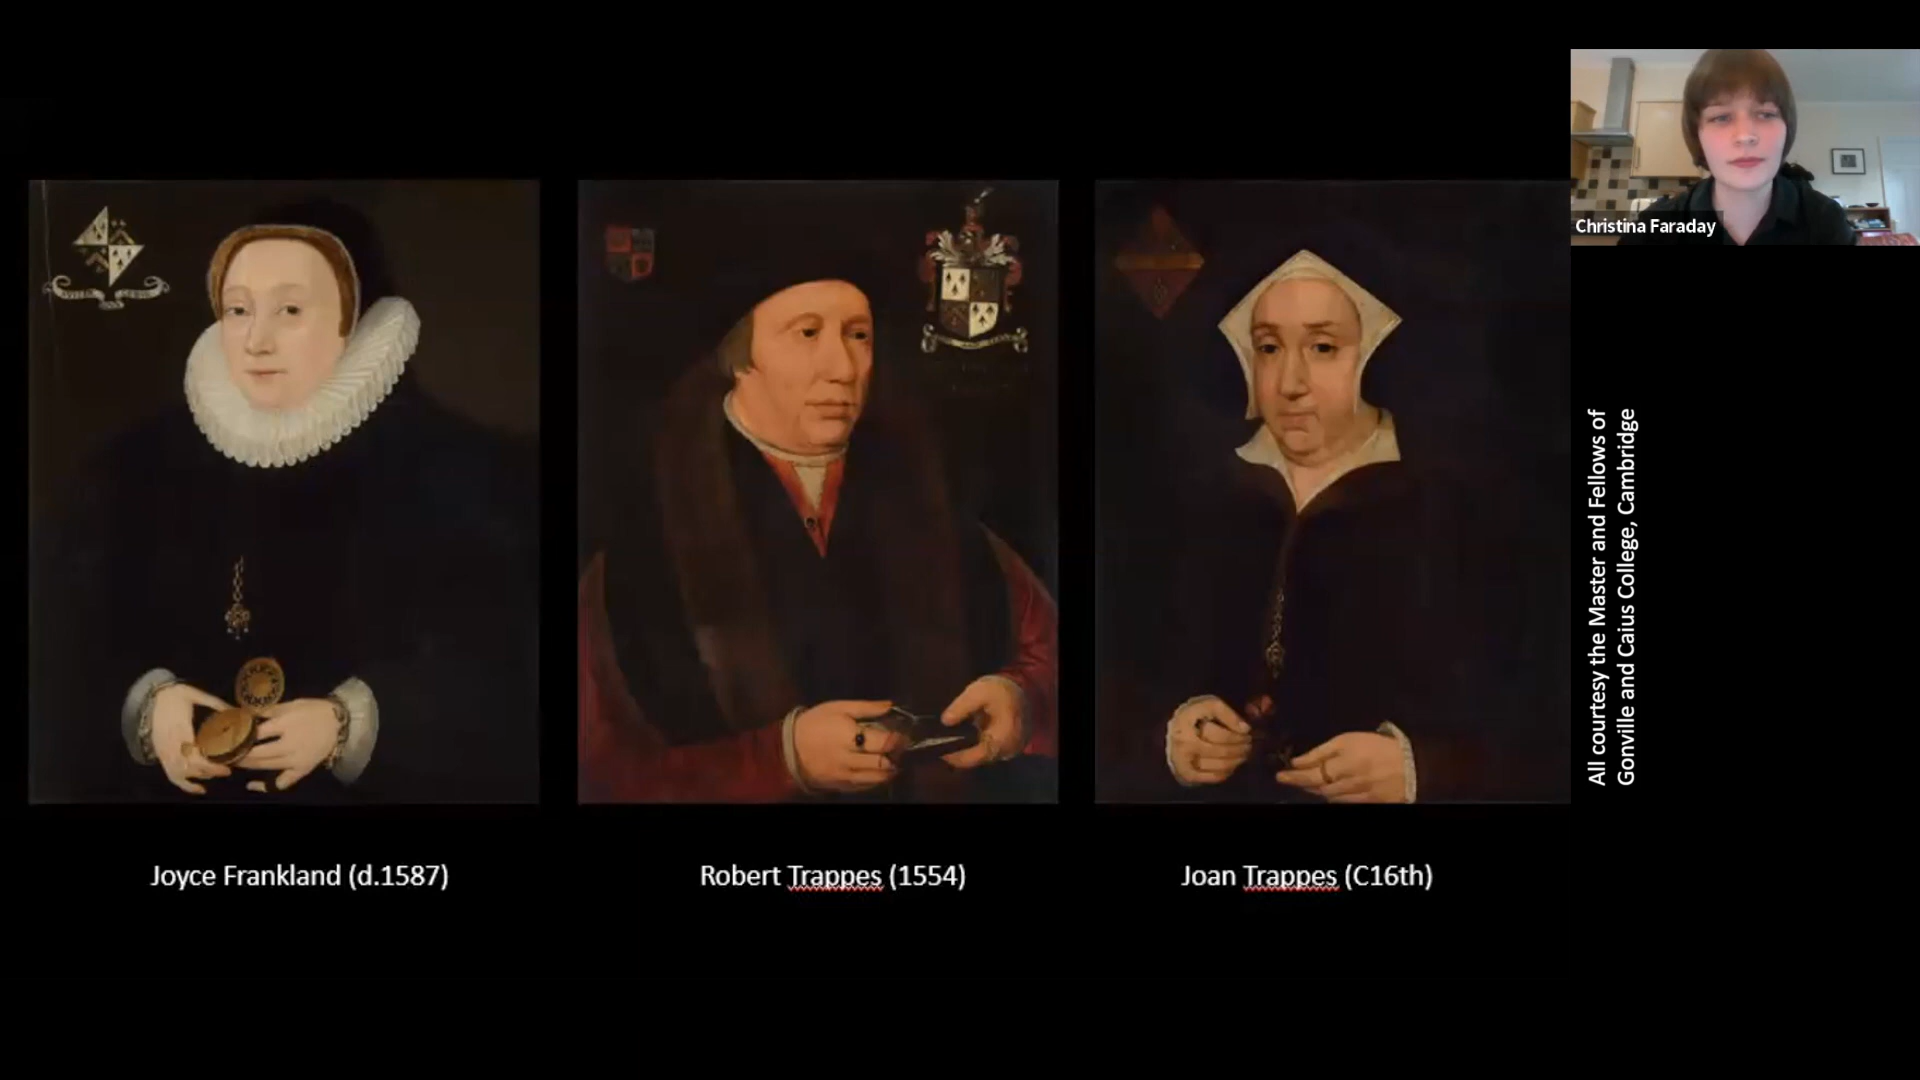 Christina Faraday
All courtesy the Master and Fellows of
Gonville and Caius College, Cambridge
Joyce Frankland (d.1587)
Robert Trappes (1554)
Joan Trappes (C16th)